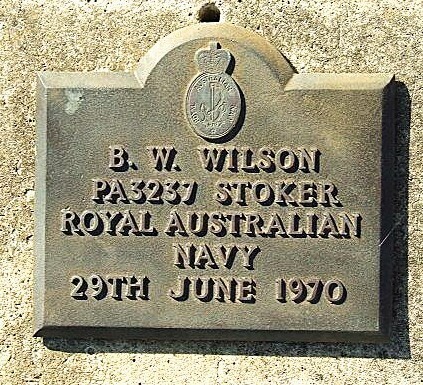 B. W. WILSON
PA3237 STOKER
ROYAL AUSTRALIAN
NAVY
29TH JUNE 1970